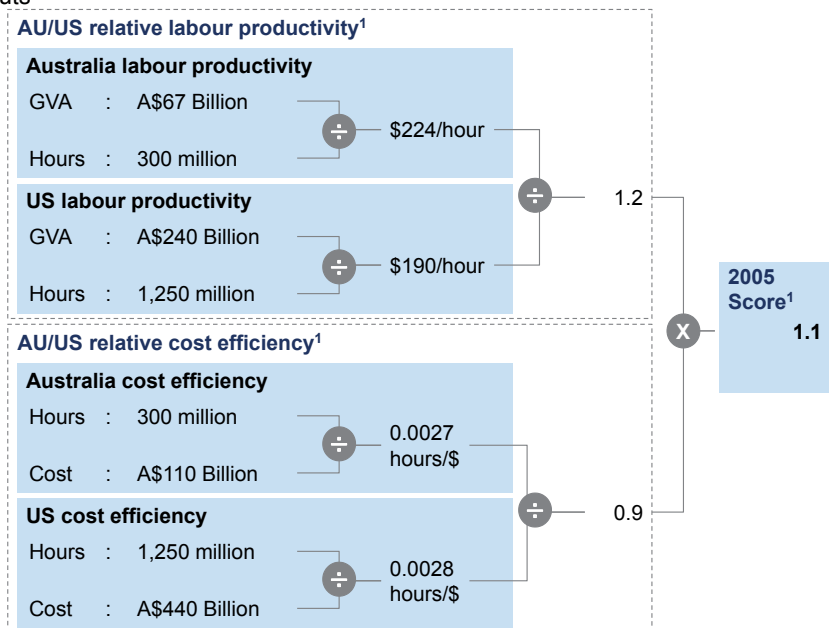 AU/US relative labour productivity¹
Australia labour productivity
GVA : A$67 Billion
÷ $224/hour
Hours : 300 million
US labour productivity
÷ 1.2
GVA : A$240 Billion
÷ $190/hour
Hours : 1,250 million
2005
Score¹
X 1.1
AU/US relative cost efficiency¹
Australia cost efficiency
Hours : 300 million
÷ 0.0027
hours/$
Cost : A$110 Billion
US cost efficiency
÷ 0.9
Hours : 1,250 million
÷ 0.0028
hours/$
Cost : A$440 Billion